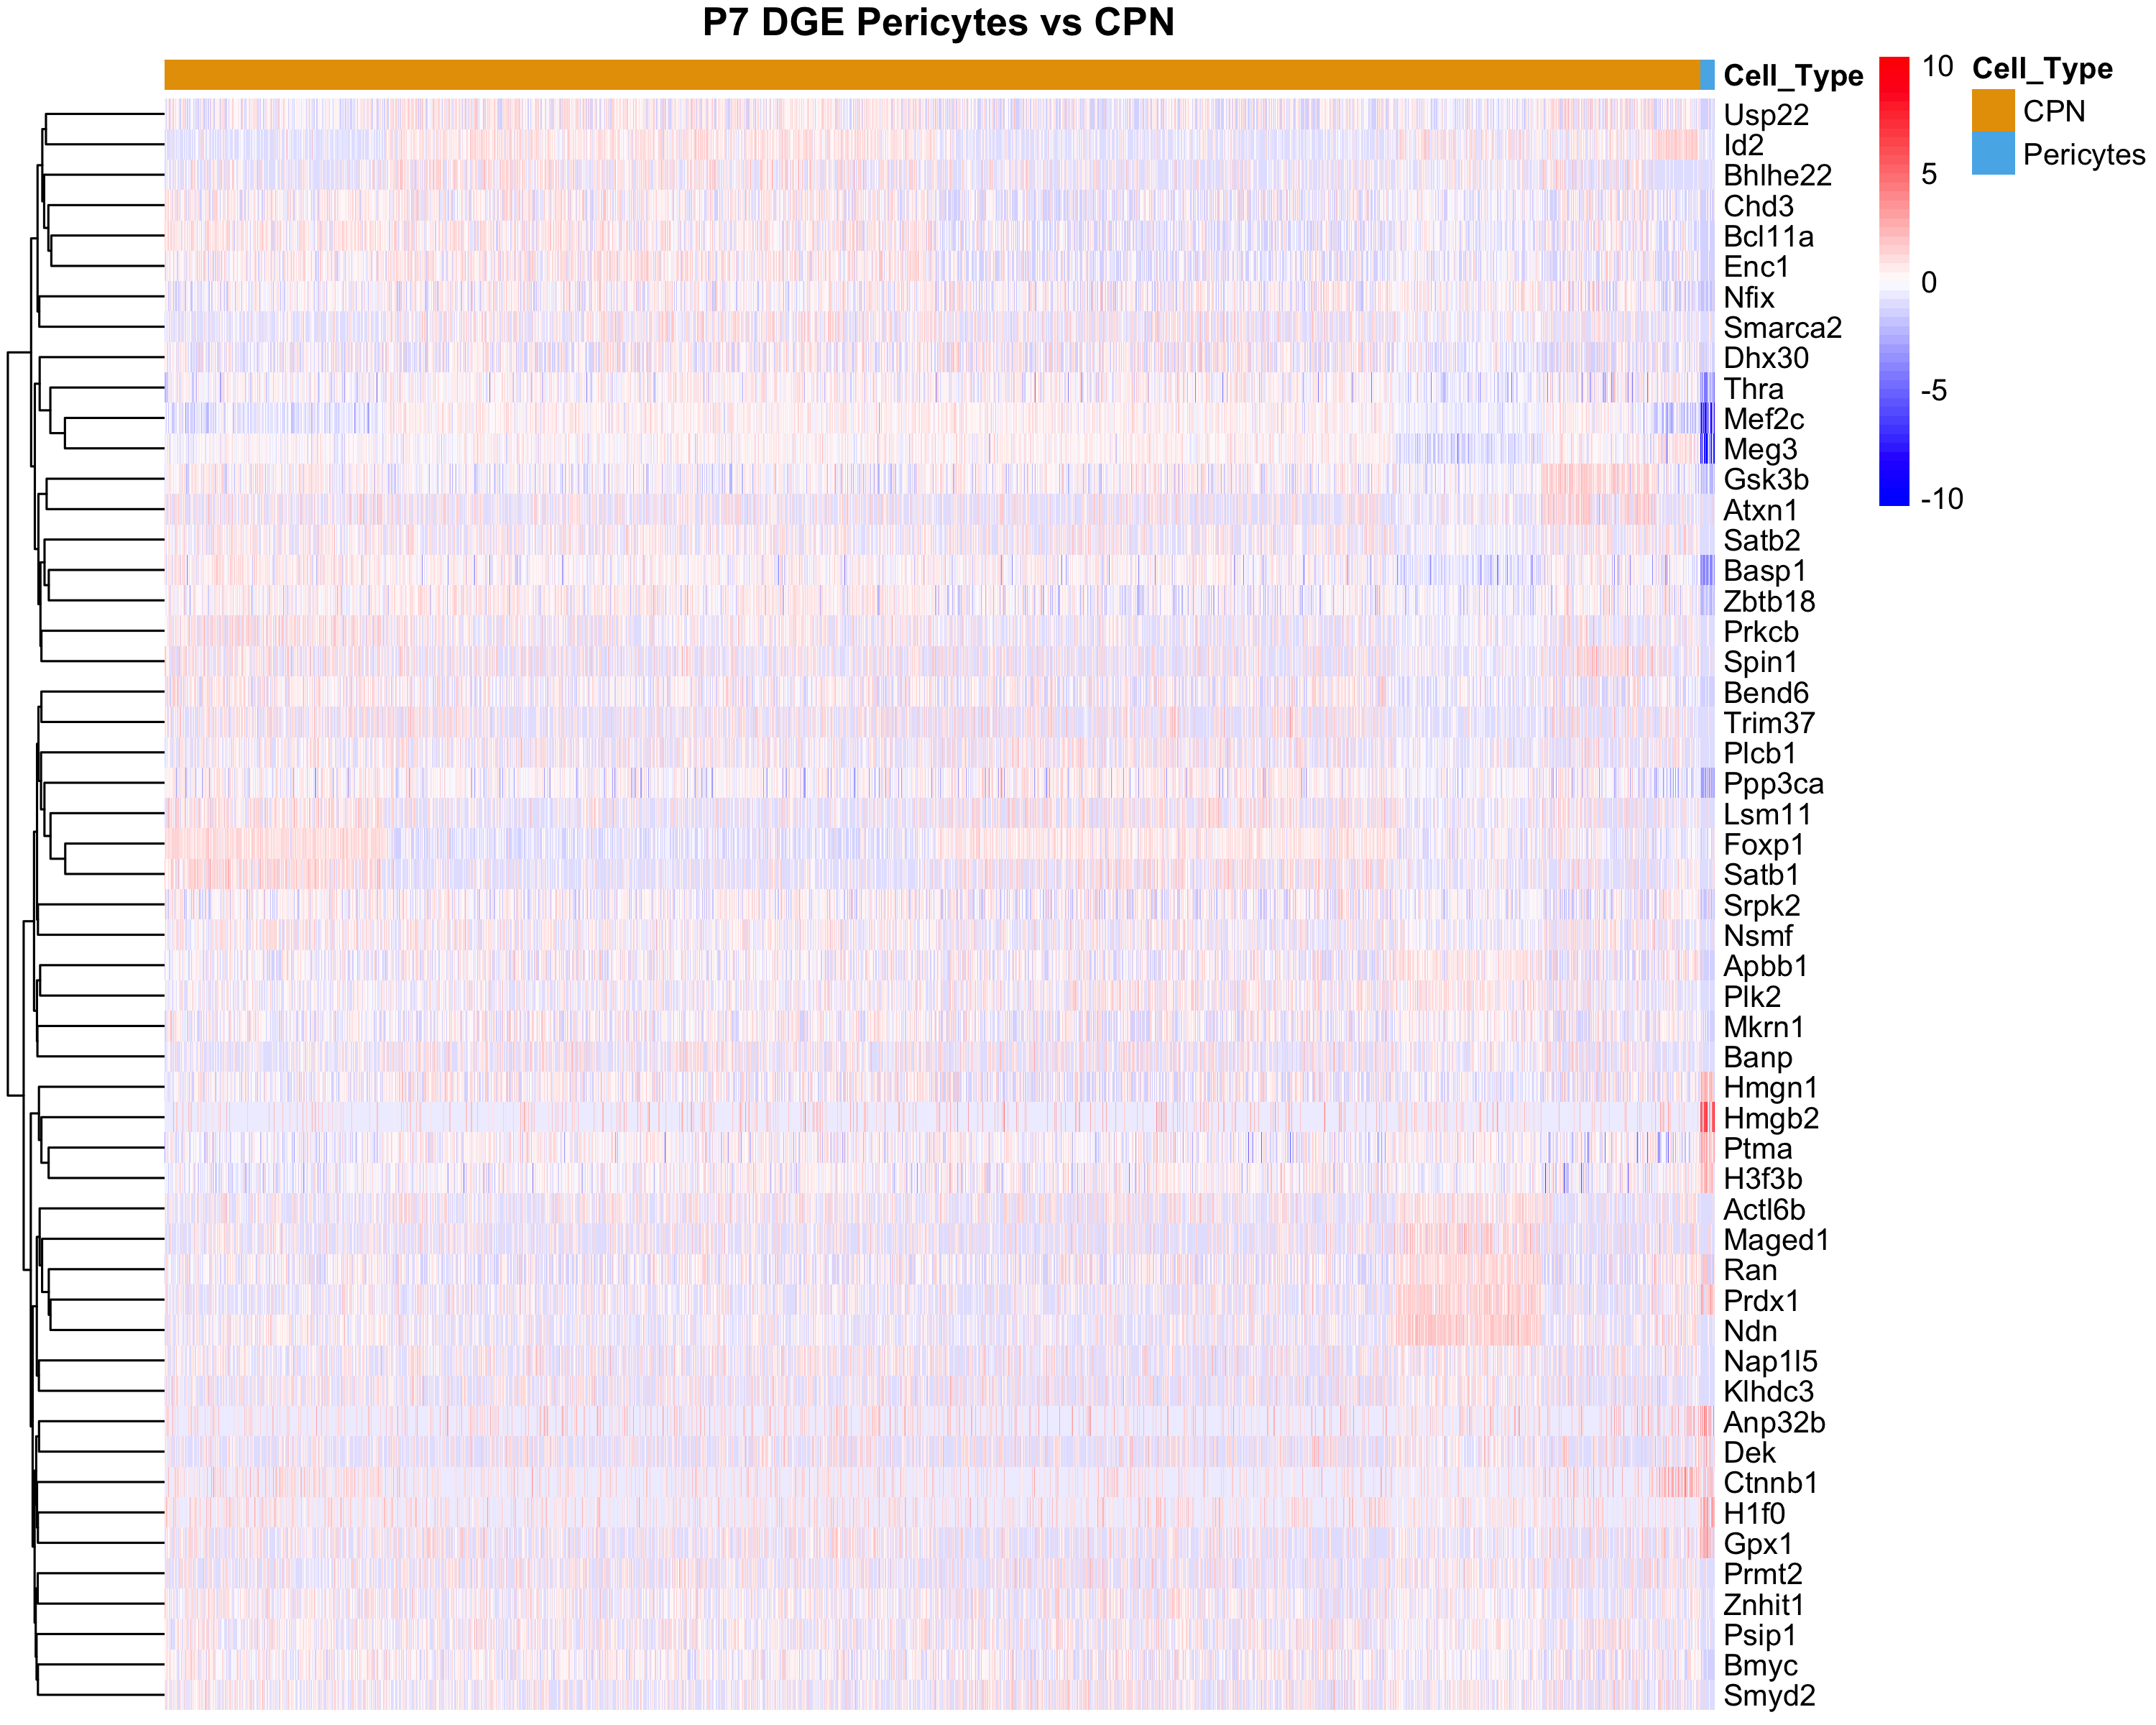 P7 DGE Pericytes vs CPN
Cell_Type
Usp22
Id2
Bhlhe22
Chd3
Bcl11a
Enc1
Nfix
Smarca2
Dhx30
Thra
Mef2c
Meg3
Gsk3b
Atxn1
Satb2
Basp1
Zbtb18
Prkcb
Spin1
Bend6
Trim37
Plcb1
Ppp3ca
Lsm11
Foxp1
Satb1
Srpk2
Nsmf
Apbb1
Plk2
Mkrn1
Banp
Hmgn1
Hmgb2
Ptma
H3f3b
Actl6b
Maged1
Ran
Prdx1
Ndn
Nap1l5
Klhdc3
Anp32b
Dek
Ctnnb1
H1f0
Gpx1
Prmt2
Znhit1
Psip1
Bmyc
Smyd2
10
5
0
-5
-10
Cell_Type
CPN
Pericytes